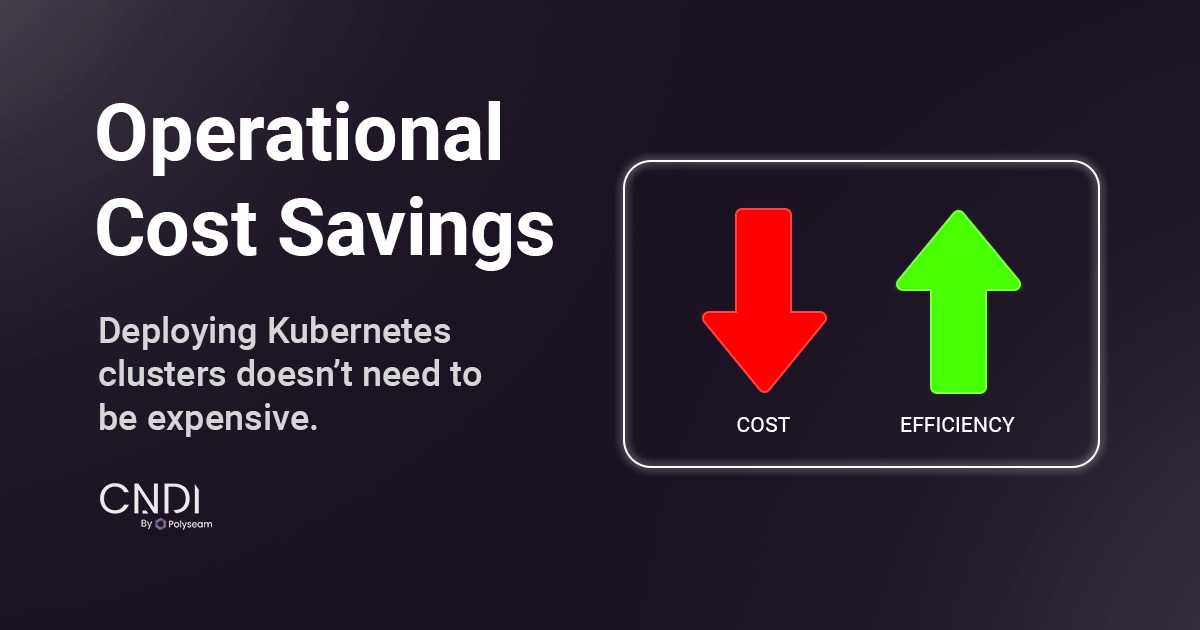 Operational
Cost Savings
Deploying Kubernetes
clusters doesn’t need to
be expensive.
CNDI
By Polyseam
COST
EFFICIENCY